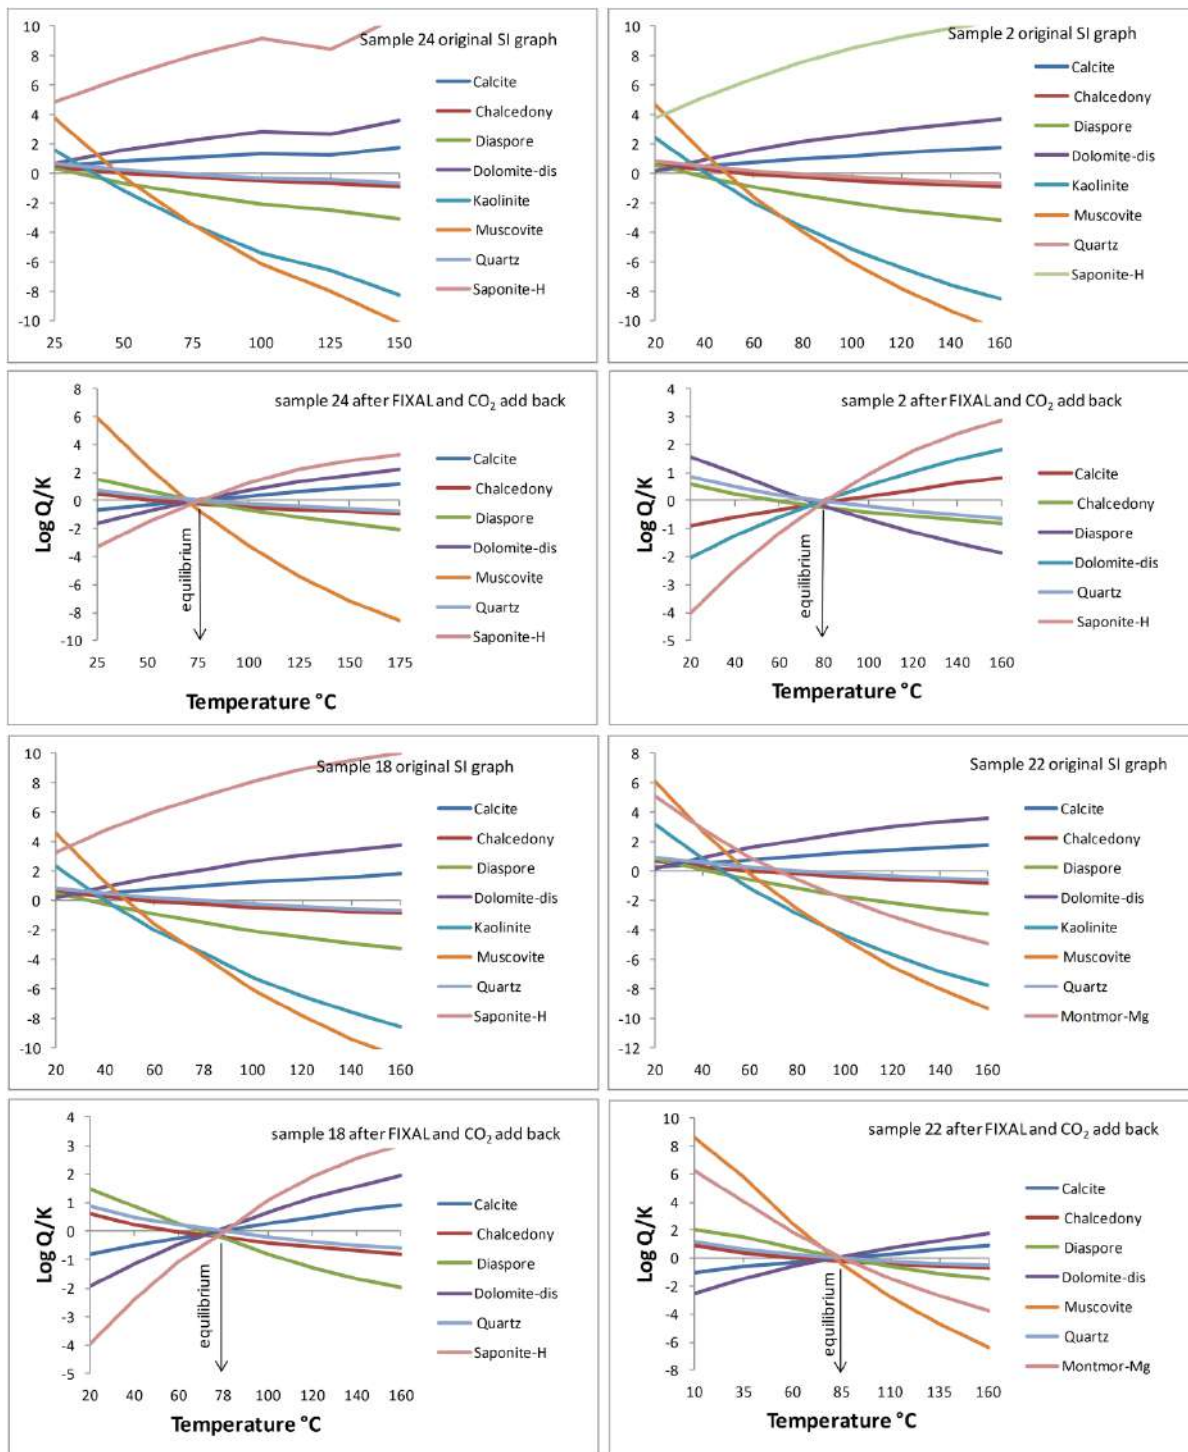 Sample 24 original SI graph
10
8
6
4
2
0
-2
-4
-6
-8
-10
25 50 75 100 125 150
Calcite
Chalcedony
Diaspore
Dolomite-dis
Kaolinite
Muscovite
Quartz
Saponite-H
Sample 2 original SI graph
10
8
6
4
2
0
-2
-4
-6
-8
-10
20 40 60 80 100 120 140 160
Calcite
Chalcedony
Diaspore
Dolomite-dis
Kaolinite
Muscovite
Quartz
Saponite-H
sample 24 after FIXAL and CO2 add back
Log Q/K
8
6
4
2
0
-2
-4
-6
-8
-10
equilibrium
25 50 75 100 125 150 175
Temperature °C
Calcite
Chalcedony
Diaspore
Dolomite-dis
Muscovite
Quartz
Saponite-H
sample 2 after FIXAL and CO2 add back
Log Q/K
4
3
2
1
0
-1
-2
-3
-4
-5
equilibrium
20 40 60 80 100 120 140 160
Temperature °C
Calcite
Chalcedony
Diaspore
Dolomite-dis
Quartz
Saponite-H
Sample 18 original SI graph
10
8
6
4
2
0
-2
-4
-6
-8
-10
20 40 60 78 100 120 140 160
Calcite
Chalcedony
Diaspore
Dolomite-dis
Kaolinite
Muscovite
Quartz
Saponite-H
Sample 22 original SI graph
8
6
4
2
0
-2
-4
-6
-8
-10
-12
20 40 60 80 100 120 140 160
Calcite
Chalcedony
Diaspore
Dolomite-dis
Kaolinite
Muscovite
Quartz
Montmor-Mg
sample 18 after FIXAL and CO2 add back
Log Q/K
4
3
2
1
0
-1
-2
-3
-4
-5
equilibrium
20 40 60 78 100 120 140 160
Temperature °C
Calcite
Chalcedony
Diaspore
Dolomite-dis
Quartz
Saponite-H
sample 22 after FIXAL and CO2 add back
Log Q/K
10
8
6
4
2
0
-2
-4
-6
-8
equilibrium
10 35 60 85 110 135 160
Temperature °C
Calcite
Chalcedony
Diaspore
Dolomite-dis
Muscovite
Quartz
Montmor-Mg